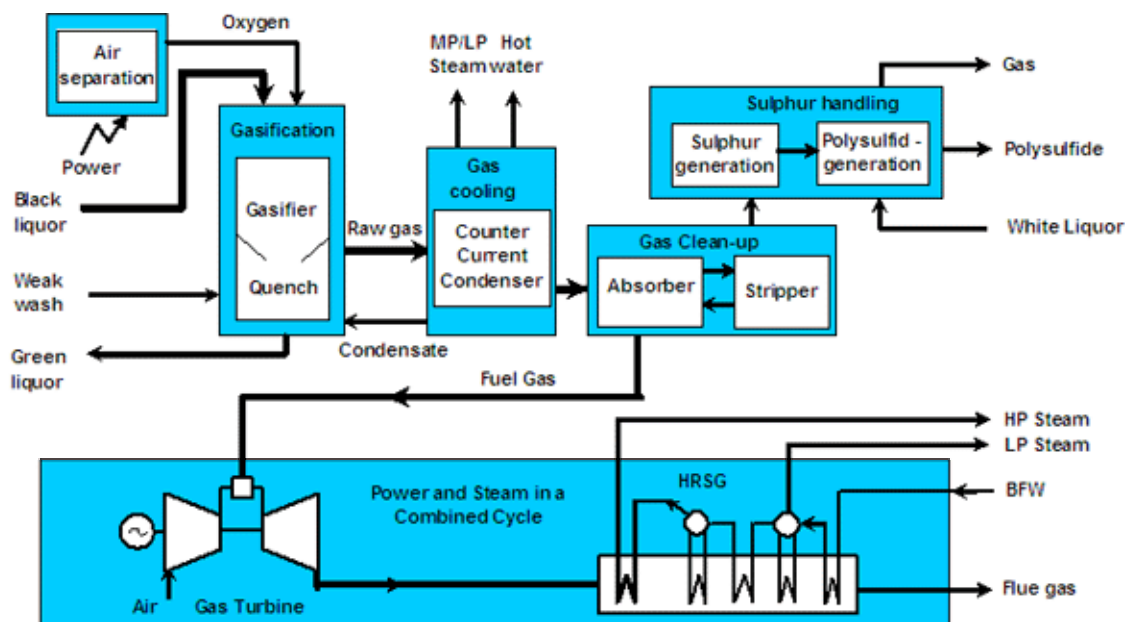 Oxygen
Air
separation
Power
MP/LP Hot
Steam water
Gas
Sulphur handling
Sulphur
generation
Polysulfid -
generation
Polysulfide
White Liquor
Gasification
Gasifier
Quench
Black
liquor
Raw gas
Gas
cooling
Counter
Current
Condenser
Gas Clean-up
Absorber
Stripper
Weak
wash
Green
liquor
Condensate
Fuel Gas
HP Steam
LP Steam
BFW
Power and Steam in a
Combined Cycle
HRSG
Air
Gas Turbine
Flue gas